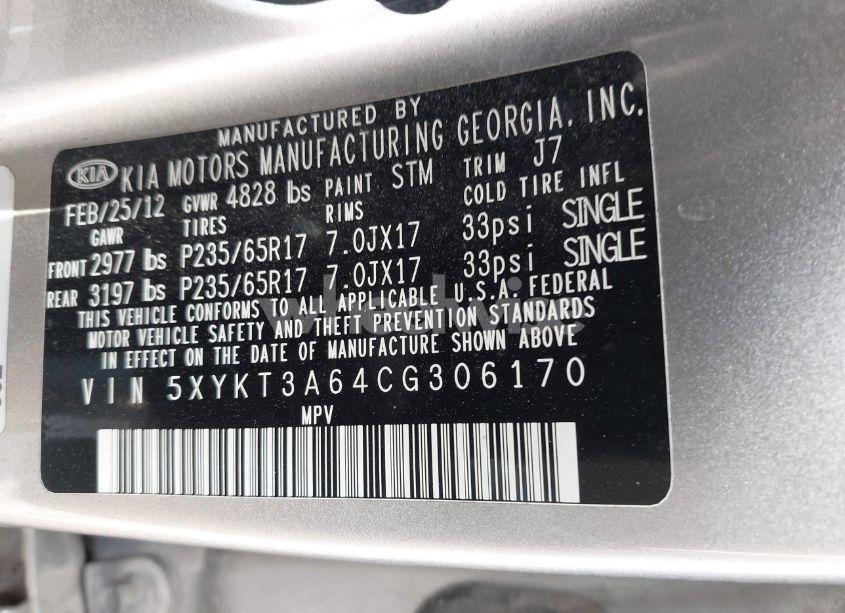 MANUFACTURED BY
KIA KIA MOTORS MANUFACTURING GEORGIA, INC.
FEB/25/12 GVWR 4828 lbs PAINT STM TRIM J7
GAWR TIRES RIMS COLD TIRE INFL
FRONT 2977 lbs P235/65R17 7.0JX17 33psi SINGLE
REAR 3197 lbs P235/65R17 7.0JX17 33psi SINGLE
THIS VEHICLE CONFORMS TO ALL APPLICABLE U.S.A. FEDERAL
MOTOR VEHICLE SAFETY AND THEFT PREVENTION STANDARDS
IN EFFECT ON THE DATE OF MANUFACTURE SHOWN ABOVE
VIN 5XYKT3A64CG306170
MPV